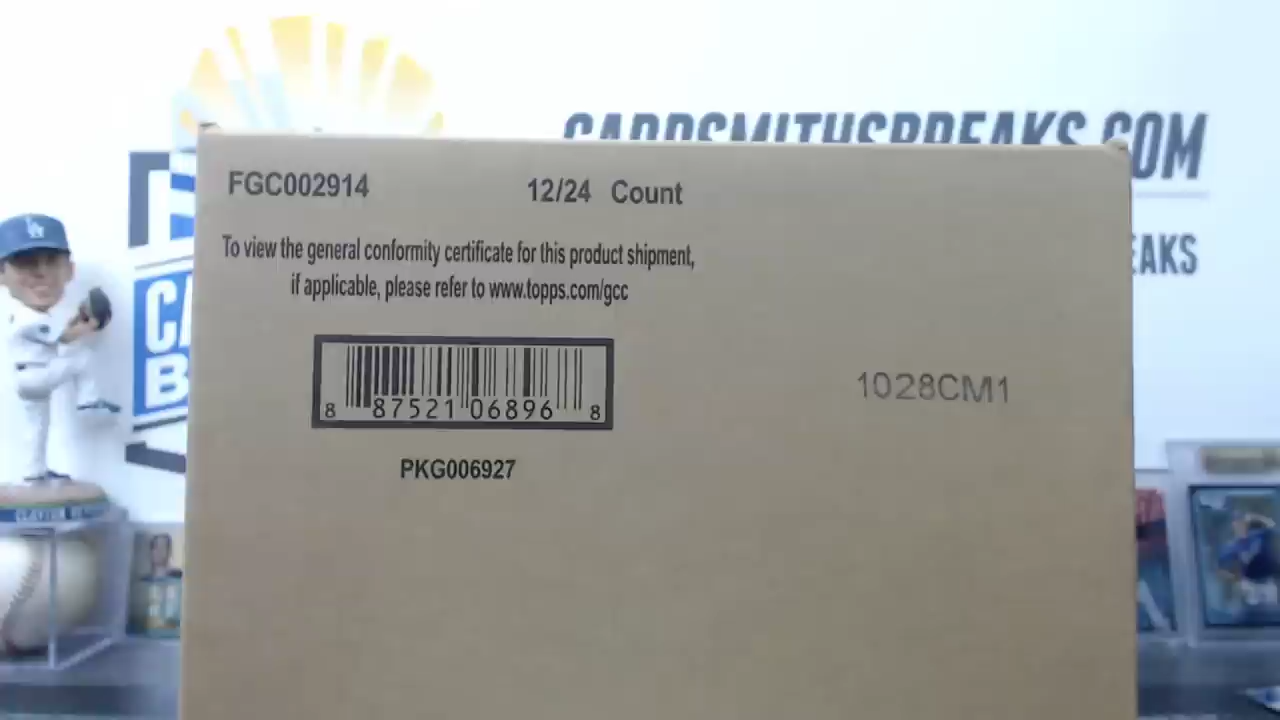 CARDSMITHSBREAKS.COM
FGC002914
12/24 Count
To view the general conformity certificate for this product shipment,
if applicable, please refer to www.topps.com/gcc
8 87521 06896 8
PKG006927
1028CM1
LA